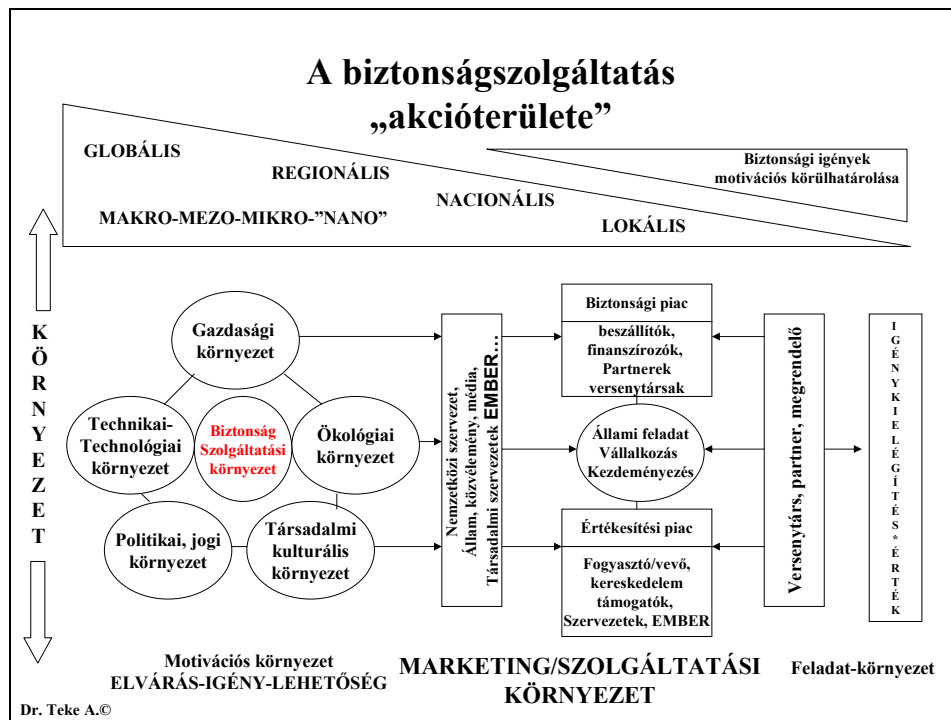 A biztonságszolgáltatás
„akcióterülete”
GLOBÁLIS
REGIONÁLIS
NACIONÁLIS
LOKÁLIS
MAKRO-MEZO-MIKRO-”NANO”
Biztonsági igények
motivációs körülhatárolása
KÖRNYEZET
Gazdasági
környezet
Technikai-
Technológiai
környezet
Biztonság
Szolgáltatási
környezet
Ökológiai
környezet
Politikai, jogi
környezet
Társadalmi
kulturális
környezet
Nemzetközi szervezet,
Állam, közvélemény, média,
Társadalmi szervezetek EMBER…
Biztonsági piac
beszállítók,
finanszírozók,
Partnerek
versenytársak
Állami feladat
Vállalkozás
Kezdeményezés
Értékesítési piac
Fogyasztó/vevő,
kereskedelem
támogatók,
Szervezetek, EMBER
Versenytárs, partner, megrendelő
IGÉNYKIELÉGÍTÉS*ÉRTÉK
Motivációs környezet
ELVÁRÁS-IGÉNY-LEHETŐSÉG
MARKETING/SZOLGÁLTATÁSI
KÖRNYEZET
Feladat-környezet
Dr. Teke A.©